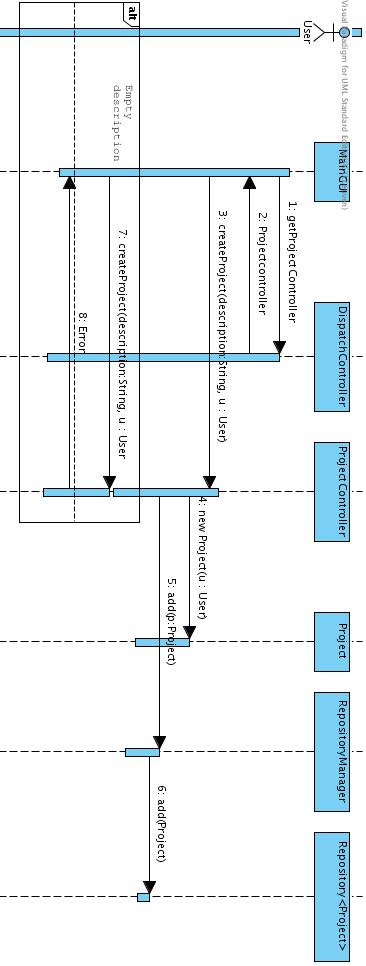 Visual Paradigm for UML Standard Edition
User
MainGUI
DispatchController
ProjectController
Project
RepositoryManager
Repository<Project>
1: getProjectController
2: Projectcontroller
3: createProject(description:String, u : User)
4: new Project(u : User)
5: add(p:Project)
6: add(Project)
alt
Empty
description
7: createProject(description:String, u : User
8: Error